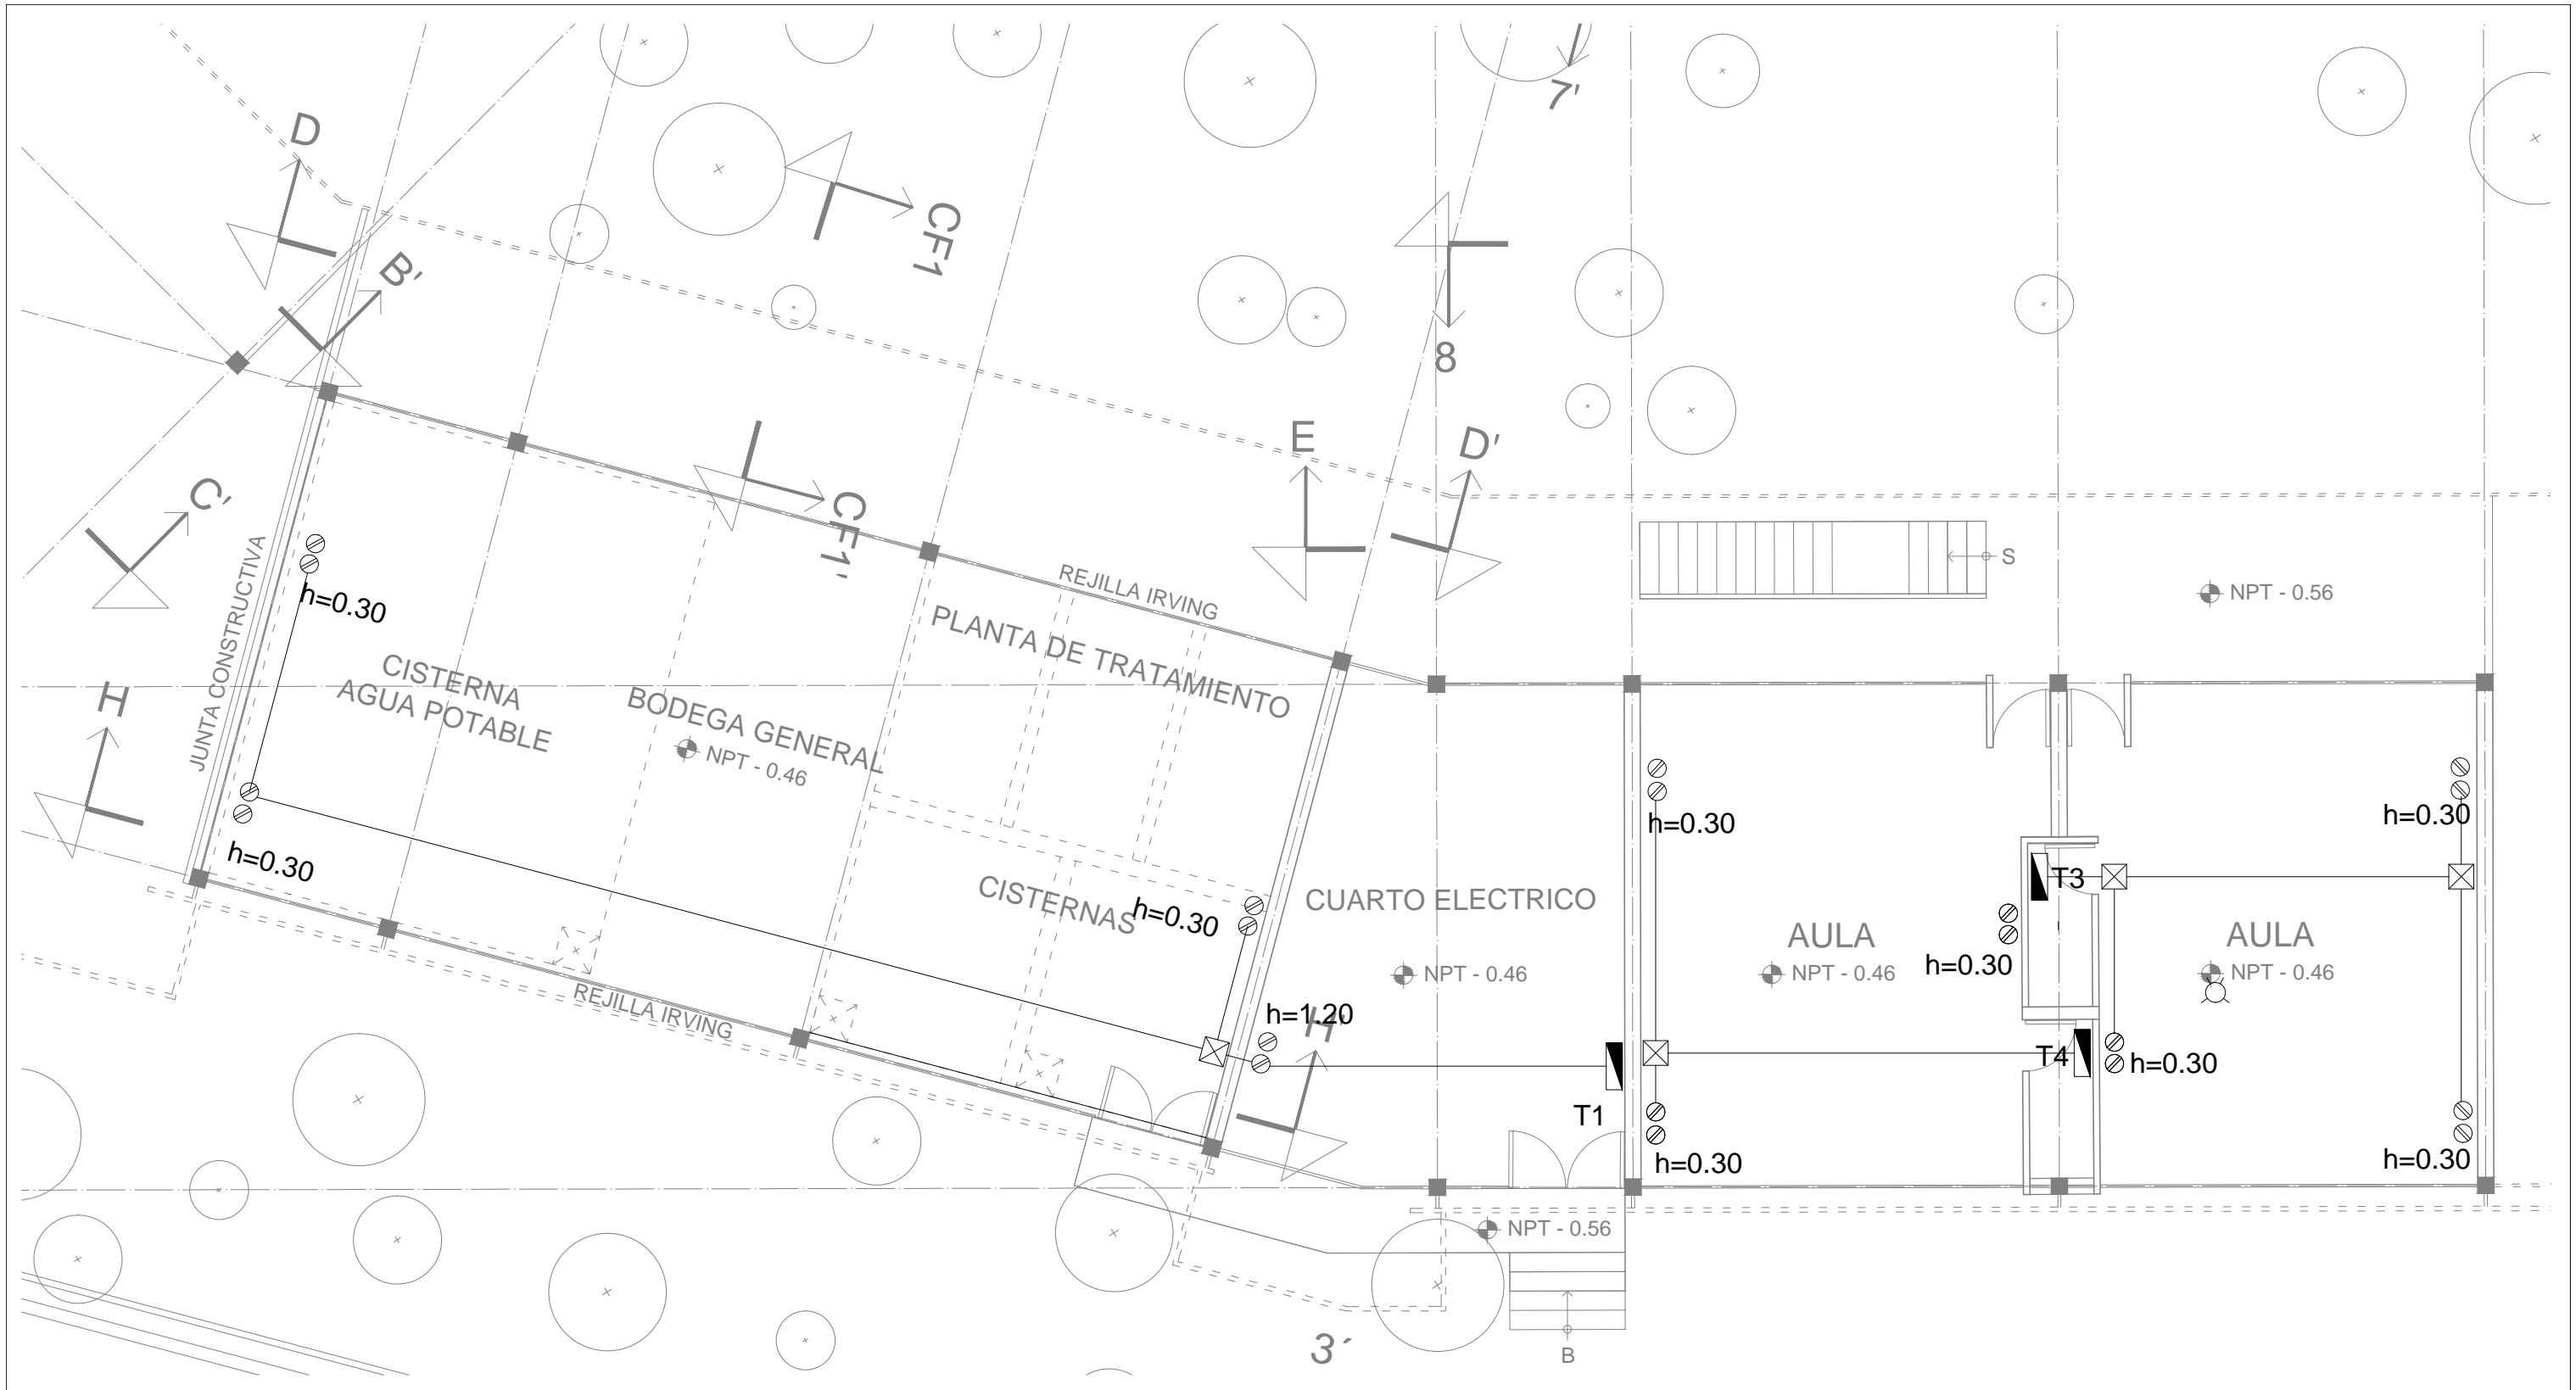 7'
D
CF1
B'
8
E
D'
C'
CF1'
S
JUNTA CONSTRUCTIVA
REJILLA IRVING
h=0.30
NPT - 0.56
PLANTA DE TRATAMIENTO
H
CISTERNA
AGUA POTABLE
BODEGA GENERAL
NPT - 0.46
h=0.30
h=0.30
h=0.30
T3
CISTERNAS
h=0.30
CUARTO ELECTRICO
AULA
AULA
NPT - 0.46
NPT - 0.46
h=0.30
NPT - 0.46
REJILLA IRVING
h=1.20
H'
T4
h=0.30
T1
h=0.30
h=0.30
NPT - 0.56
3´
B